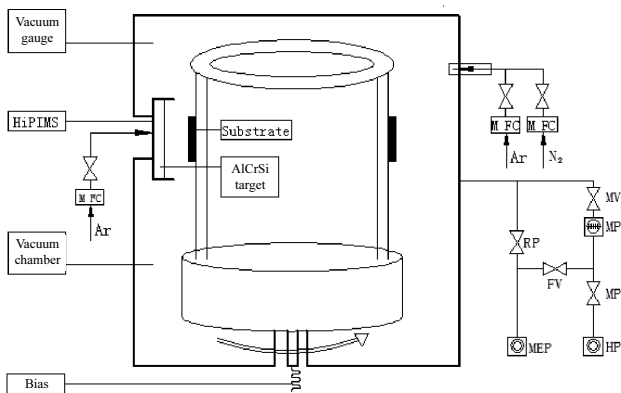 Vacuum
gauge
HiPIMS
M FC
Ar
Vacuum
chamber
Bias
Substrate
AlCrSi
target
M FC
M FC
Ar
N₂
MV
MP
RP
FV
MP
MEP
HP